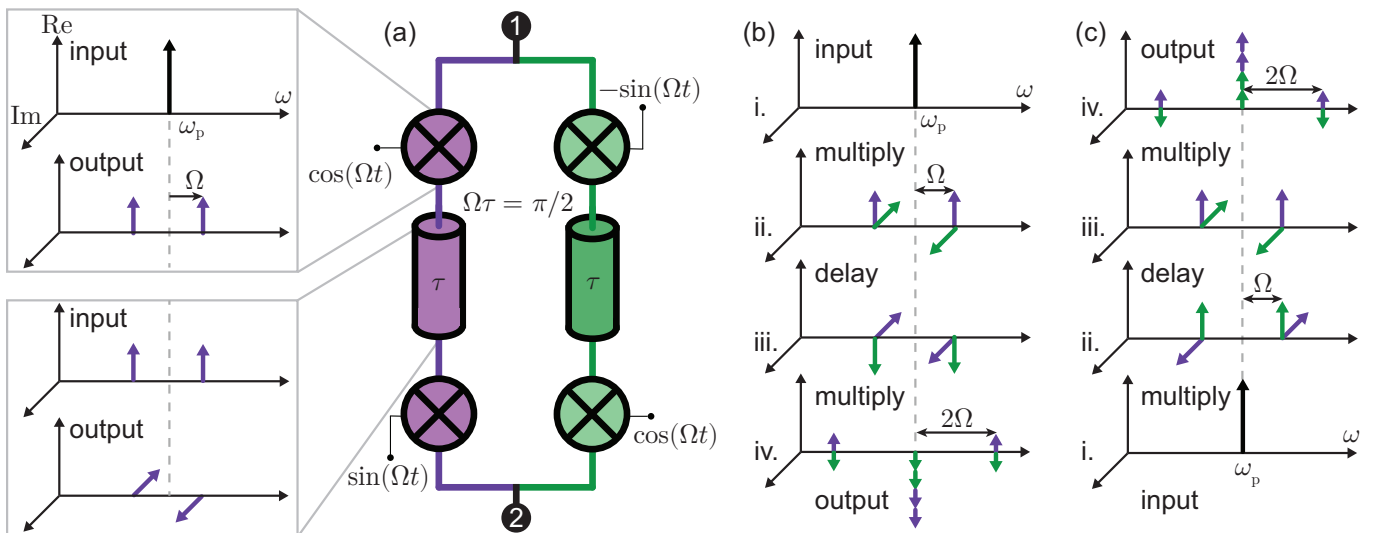 Re
input
Im
ω
ω_p
output
Ω
input
output
(a)
1
−sin(Ωt)
cos(Ωt)
Ωτ = π/2
τ
τ
cos(Ωt)
sin(Ωt)
2
(b)
input
i.
ω
ω_p
multiply
Ω
ii.
delay
iii.
multiply
2Ω
iv.
output
(c)
output
2Ω
iv.
ω
multiply
iii.
delay
Ω
ii.
multiply
ω
i.
ω_p
input